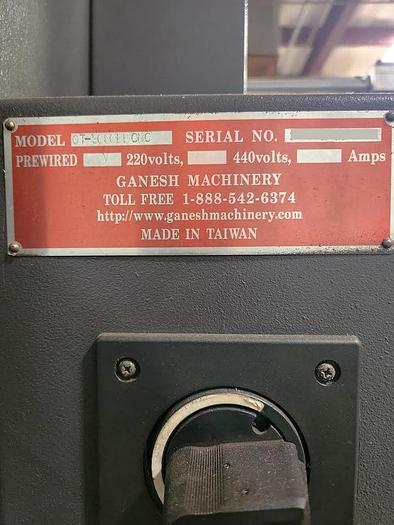 MODEL SERIAL NO.
PREWIRED 220volts, 440volts, Amps
GANESH MACHINERY
TOLL FREE 1-888-542-6374
http://www.ganeshmachinery.com
MADE IN TAIWAN